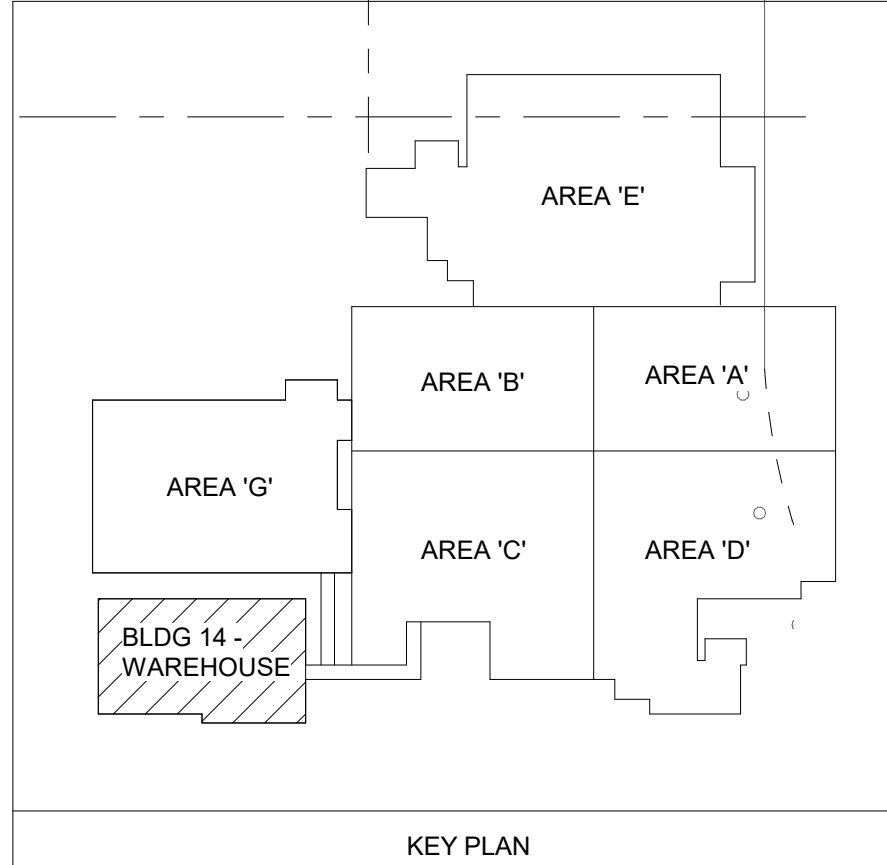 AREA 'E'
AREA 'B'
AREA 'A'
AREA 'G'
AREA 'C'
AREA 'D'
BLDG 14 -
WAREHOUSE
KEY PLAN